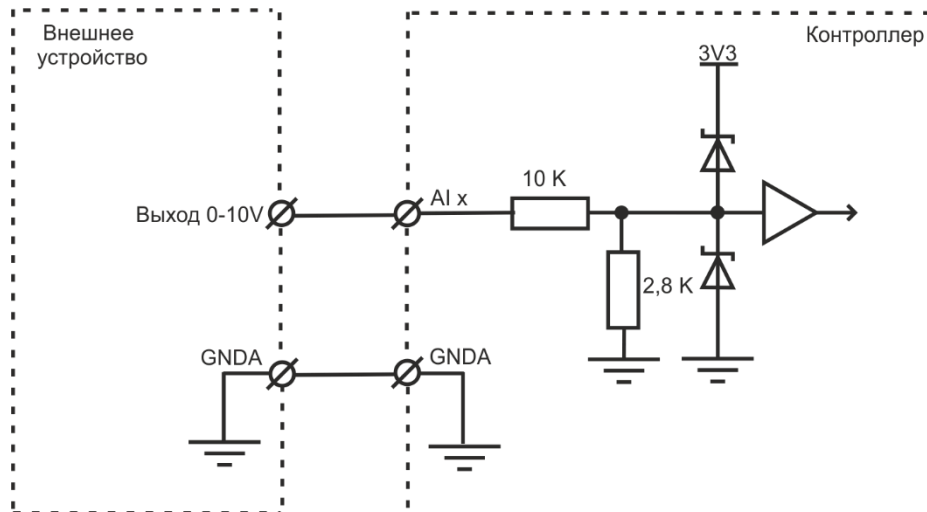 Внешнее
устройство
Контроллер
3V3
10 K
AI x
Выход 0-10V
2,8 K
GNDA
GNDA